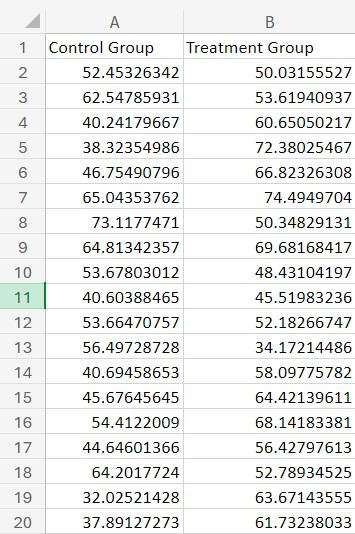 A B
1 Control Group Treatment Group
2 52.45326342 50.03155527
3 62.54785931 53.61940937
4 40.24179667 60.65050217
5 38.32354986 72.38025467
6 46.75490796 66.82326308
7 65.04353762 74.4949704
8 73.1177471 50.34829131
9 64.81342357 69.68168417
10 53.67803012 48.43104197
11 40.60388465 45.51983236
12 53.66470757 52.18266747
13 56.49728728 34.17214486
14 40.69458653 58.09775782
15 45.67645645 64.42139611
16 54.4122009 68.14183381
17 44.64601366 56.42797613
18 64.2017724 52.78934525
19 32.02521428 63.67143555
20 37.89127273 61.73238033